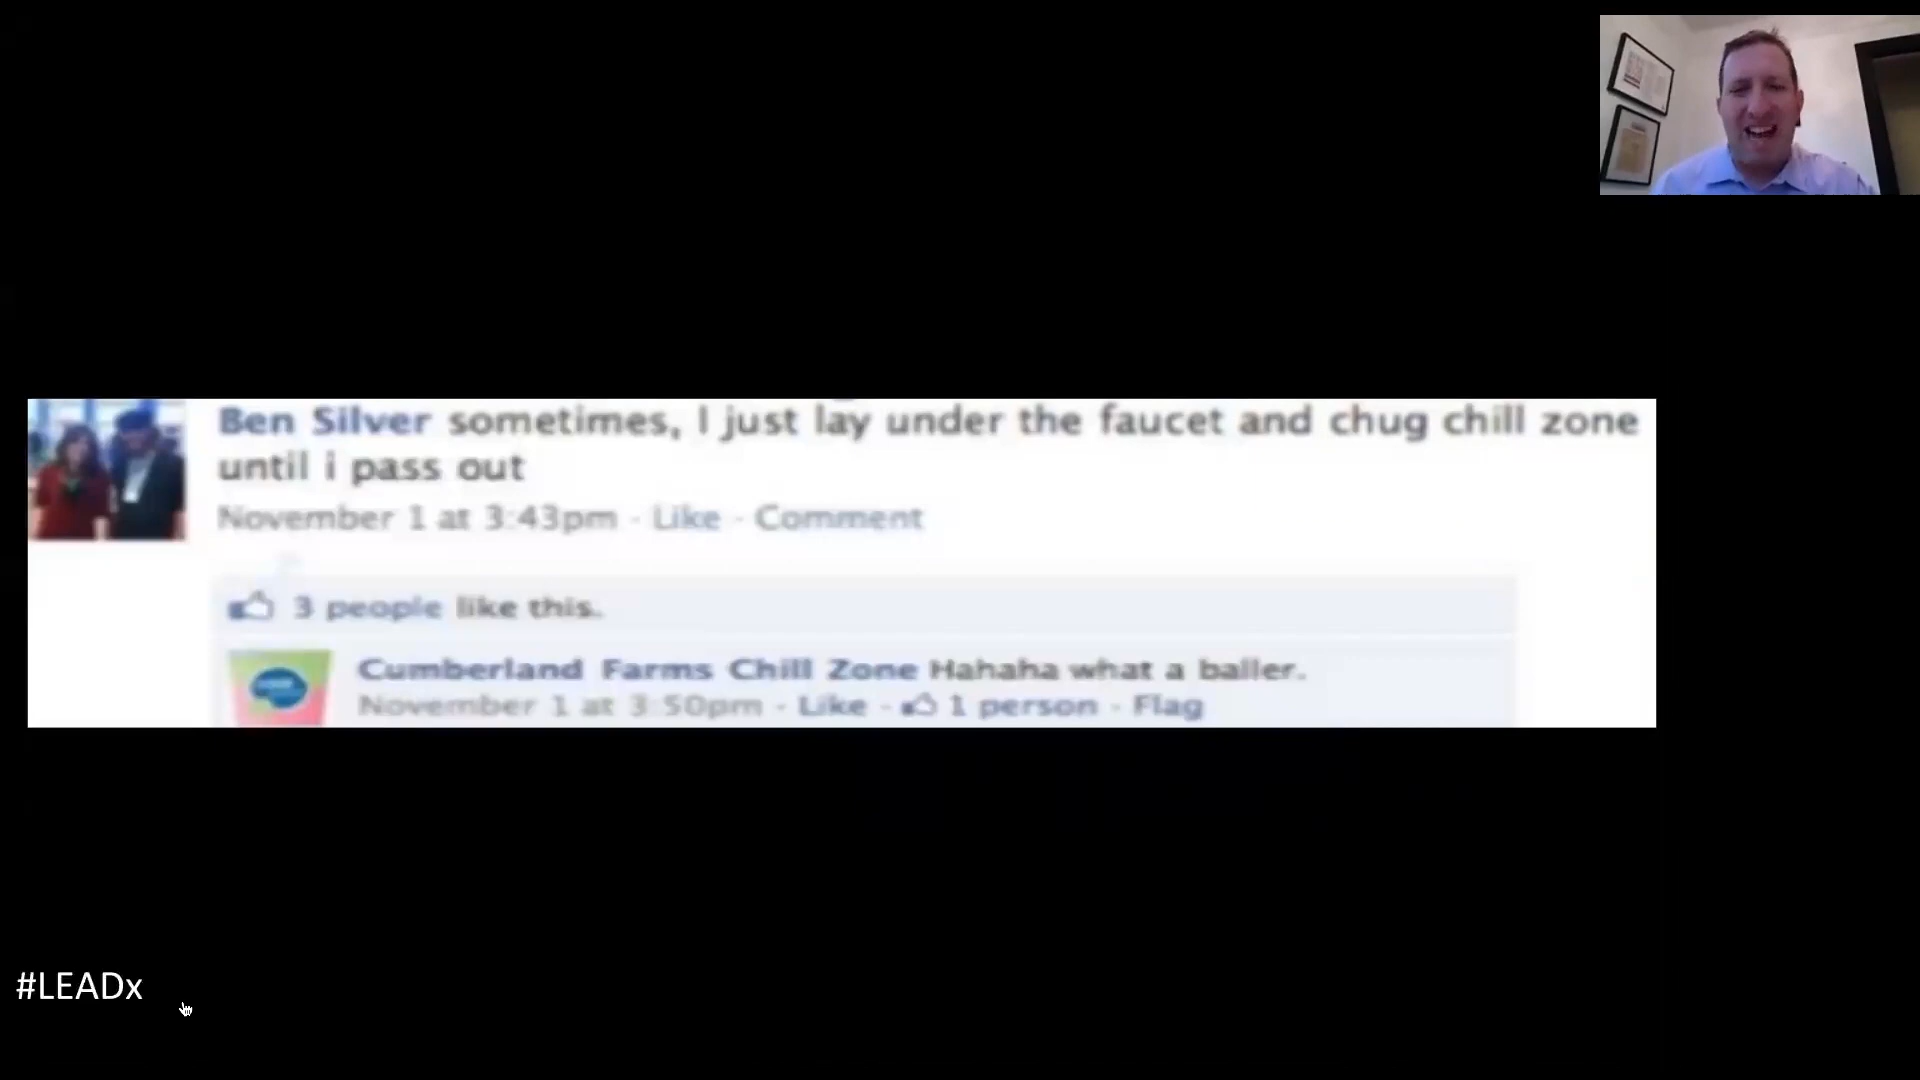 Ben Silver sometimes, I just lay under the faucet and chug chill zone
until i pass out
November 1 at 3:43pm · Like · Comment
3 people like this.
Cumberland Farms Chill Zone Hahaha what a baller.
November 1 at 3:50pm · Like · 1 person · Flag
#LEADx